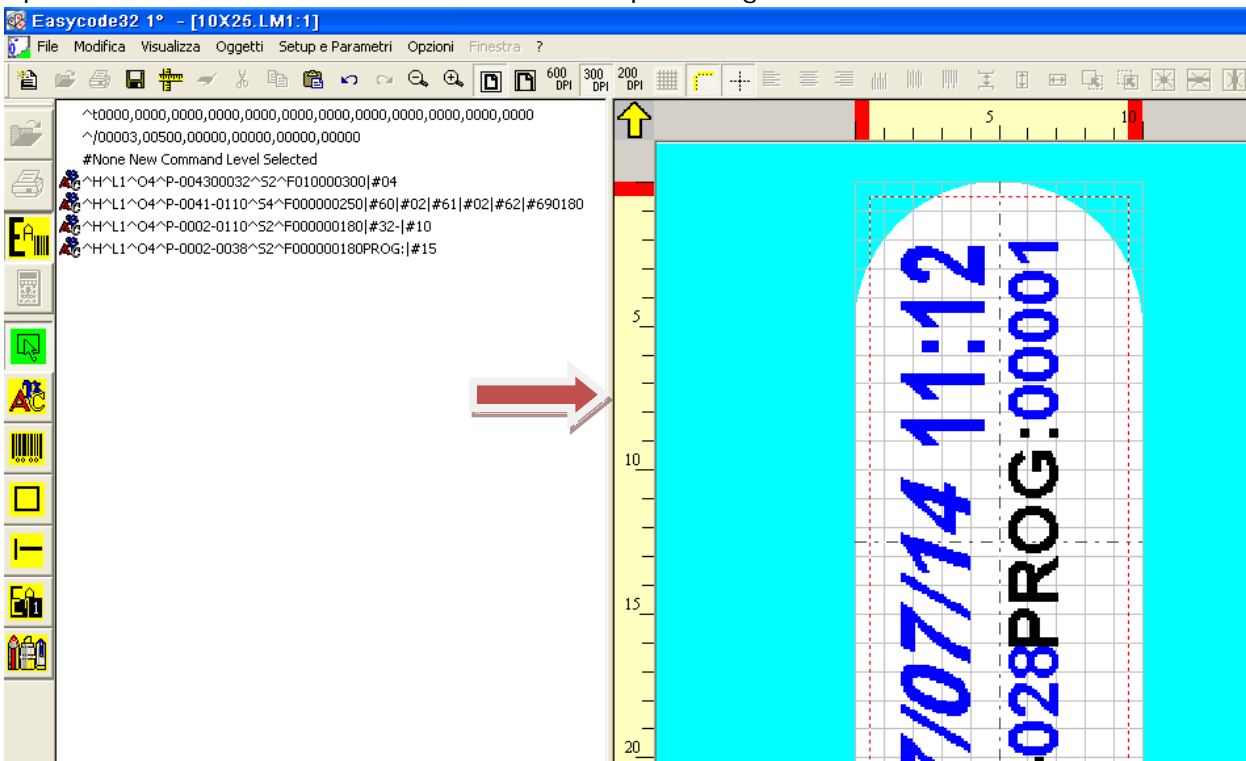 Easycode32 1° - [10X25.LM1:1]
File Modifica Visualizza Oggetti Setup e Parametri Opzioni Finestra ?
600 DPI 300 DPI 200 DPI
^t0000,0000,0000,0000,0000,0000,0000,0000,0000,0000,0000
^/00003,00500,00000,00000,00000,00000
#None New Command Level Selected
^H^L1^O4^P-004300032^S2^F010000300|#04
^H^L1^O4^P-0041-0110^S4^F000000250|#60|#02|#61|#02|#62|#690180
^H^L1^O4^P-0002-0110^S2^F000000180|#32-|#10
^H^L1^O4^P-0002-0038^S2^F000000180PROG:|#15
5 10
5
10
15
20
7/07/14 11:12
028PROG:00001